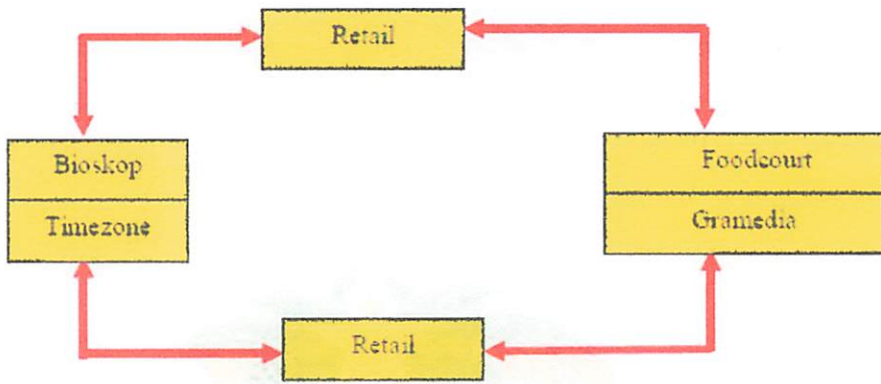 Retail
Bioskop
Timezone
Foodcourt
Gramedia
Retail